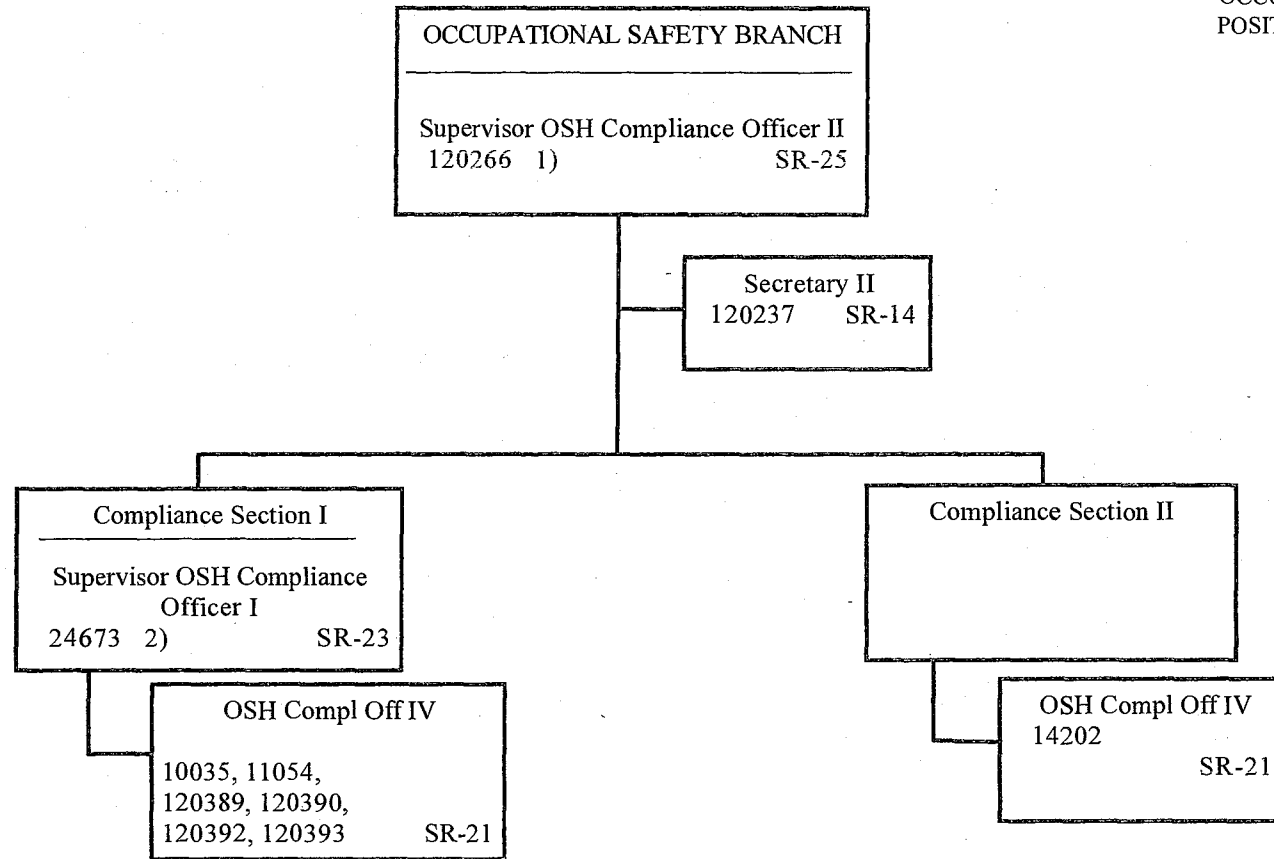 POSIT
OCCUPATIONAL SAFETY BRANCH
Supervisor OSH Compliance Officer II
120266 1) SR-25
Secretary II
120237 SR-14
Compliance Section I
Supervisor OSH Compliance
Officer I
24673 2) SR-23
OSH Compl Off IV
10035, 11054,
120389, 120390,
120392, 120393 SR-21
Compliance Section II
OSH Compl Off IV
14202
SR-21